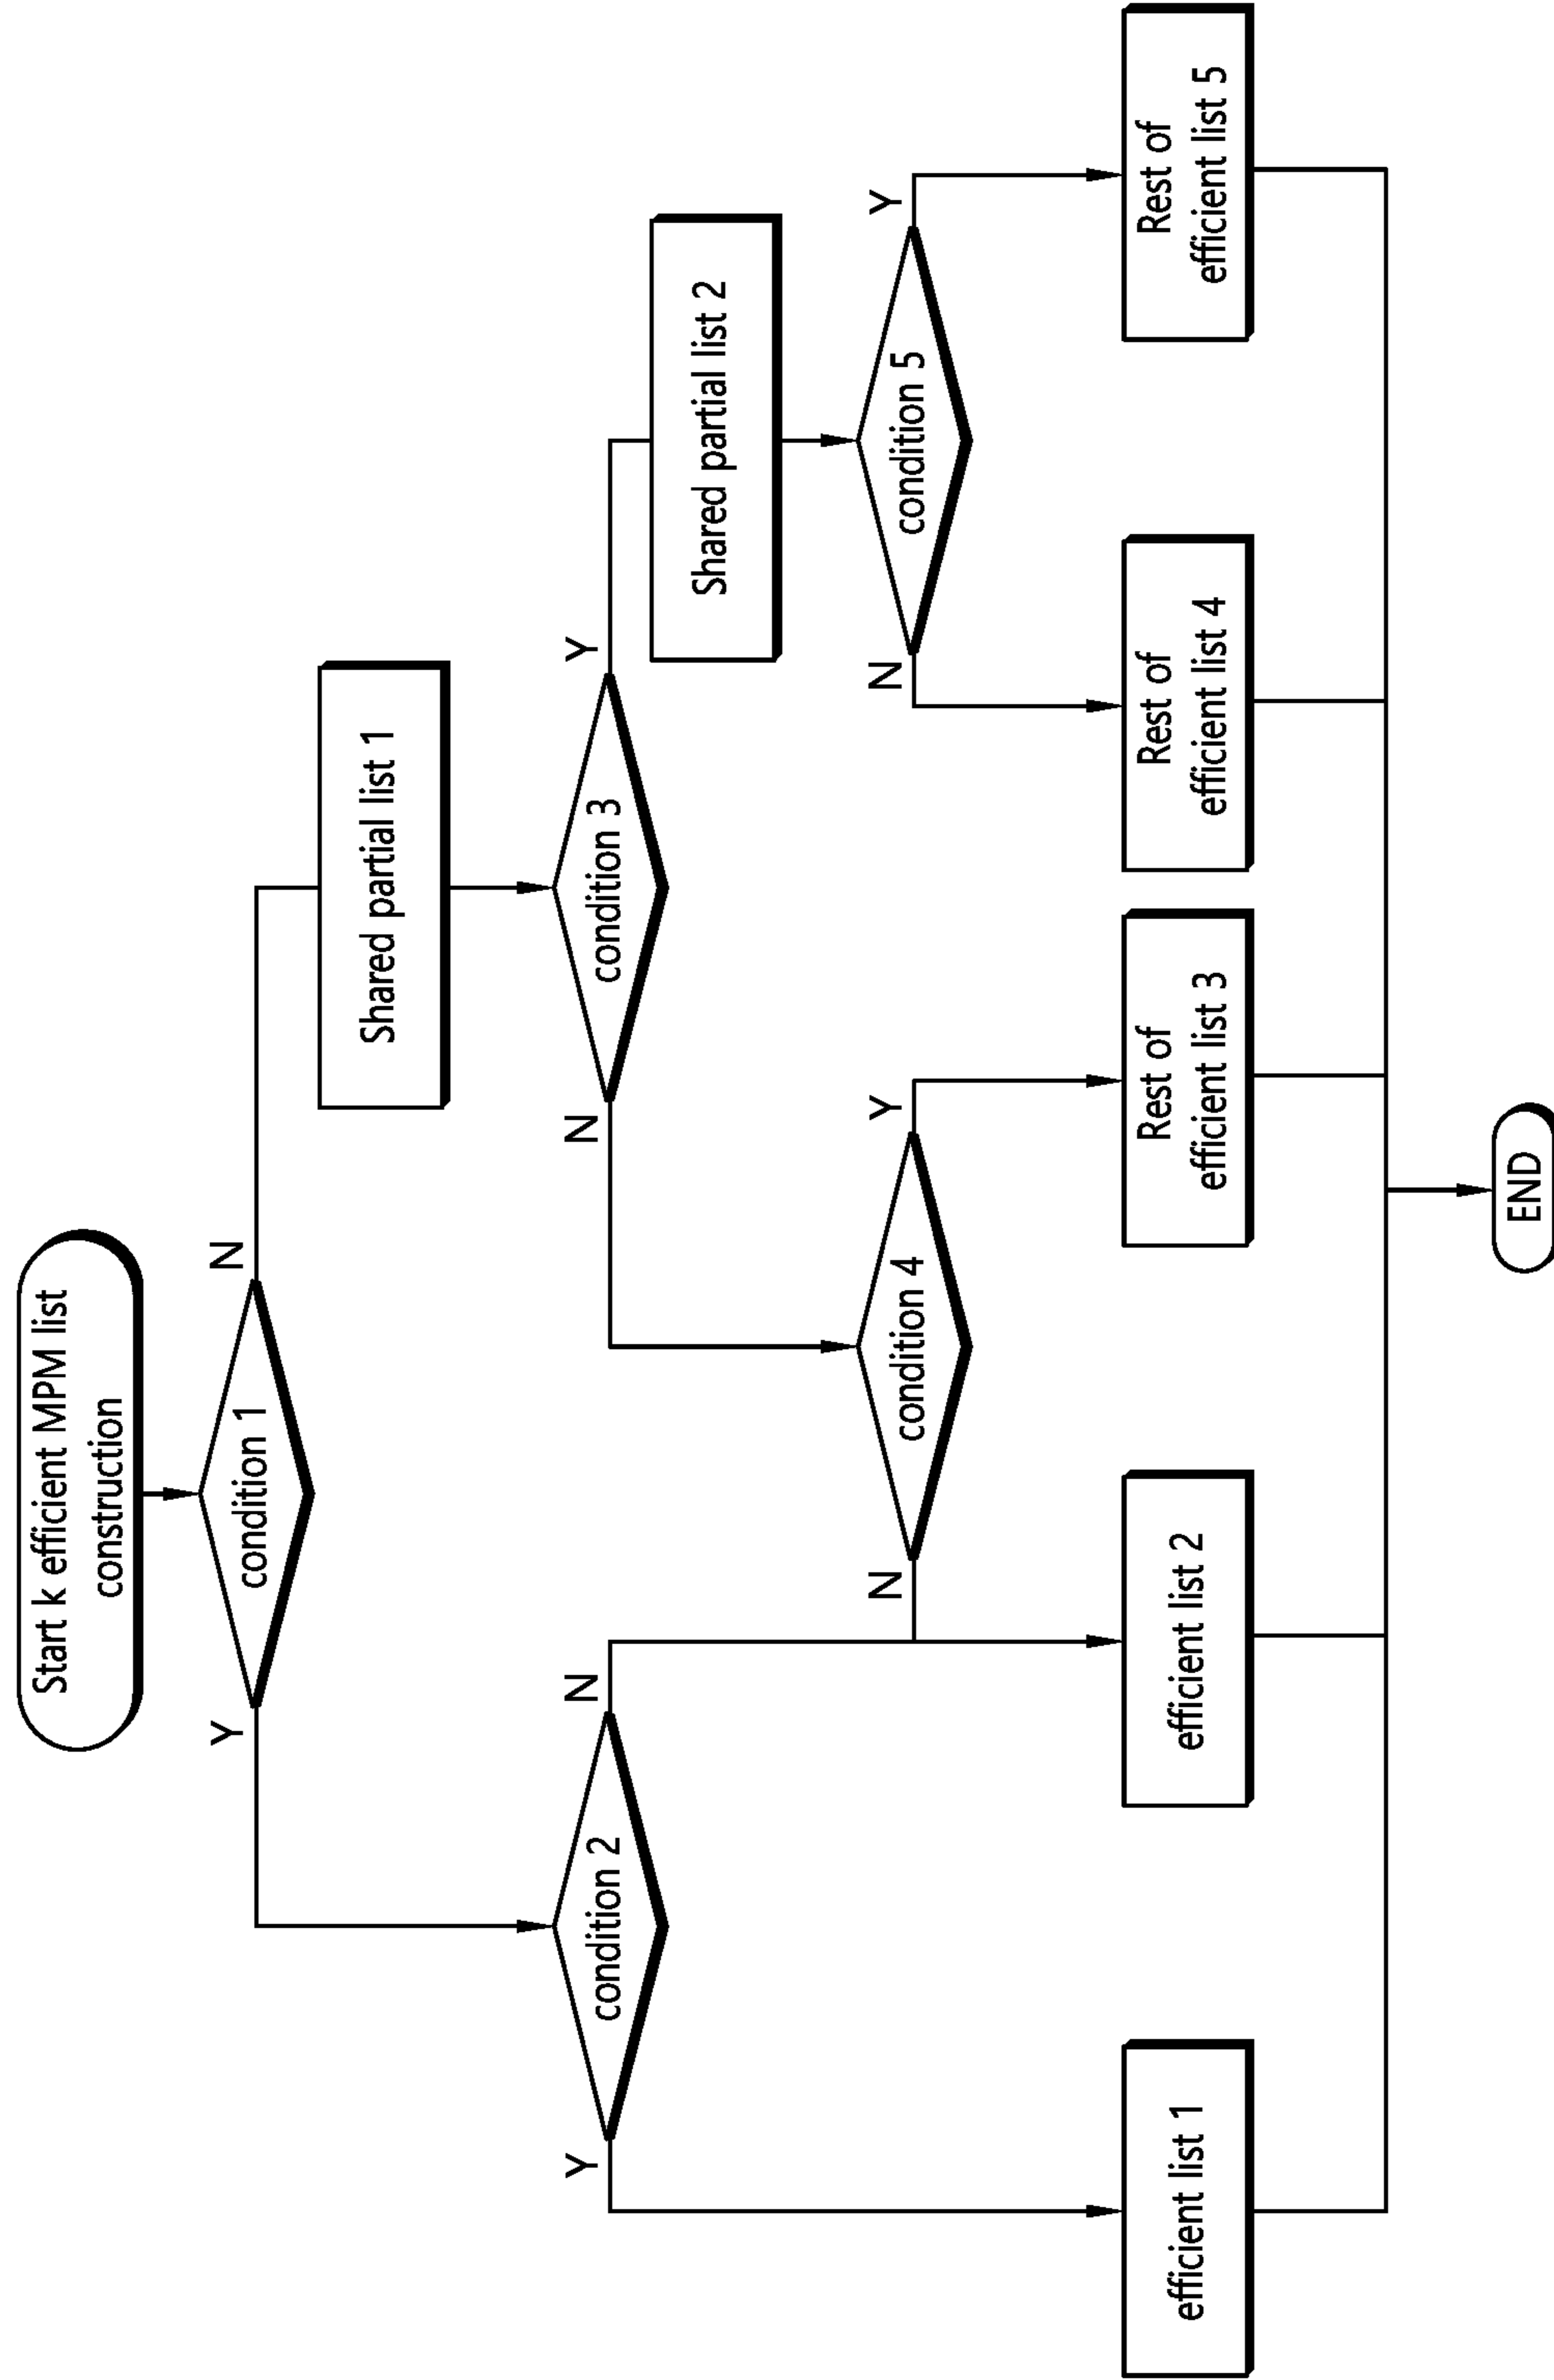 Start k efficient MPM list
construction
Y
condition 1
N
Shared partial list 1
Y
condition 2
N
N
condition 3
Y
Shared partial list 2
N
condition 4
Y
N
condition 5
Y
efficient list 1
efficient list 2
Rest of
efficient list 3
Rest of
efficient list 4
Rest of
efficient list 5
END